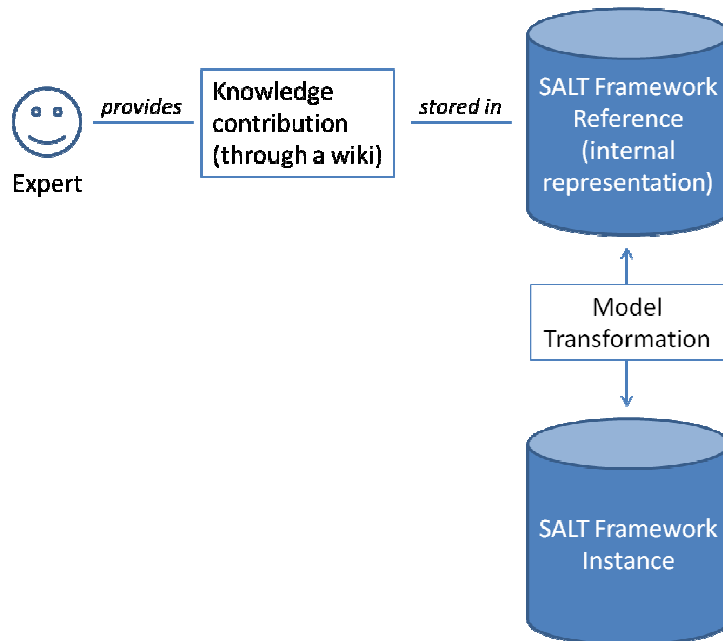 provides
Knowledge
contribution
(through a wiki)
stored in
SALT Framework
Reference
(internal
representation)
Expert
Model
Transformation
SALT Framework
Instance